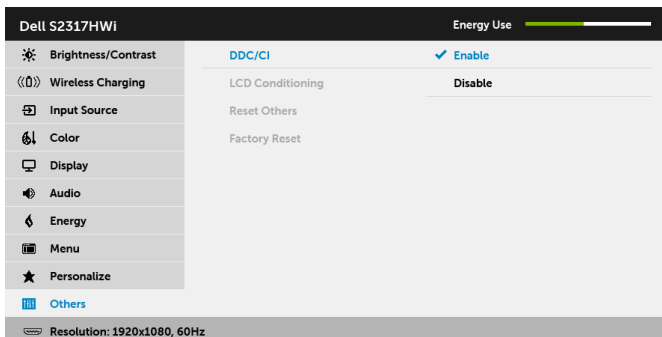 Dell S2317HWi Energy Use
Brightness/Contrast DDC/CI Enable
Wireless Charging LCD Conditioning Disable
Input Source Reset Others
Color Factory Reset
Display
Audio
Energy
Menu
Personalize
Others
Resolution: 1920x1080, 60Hz